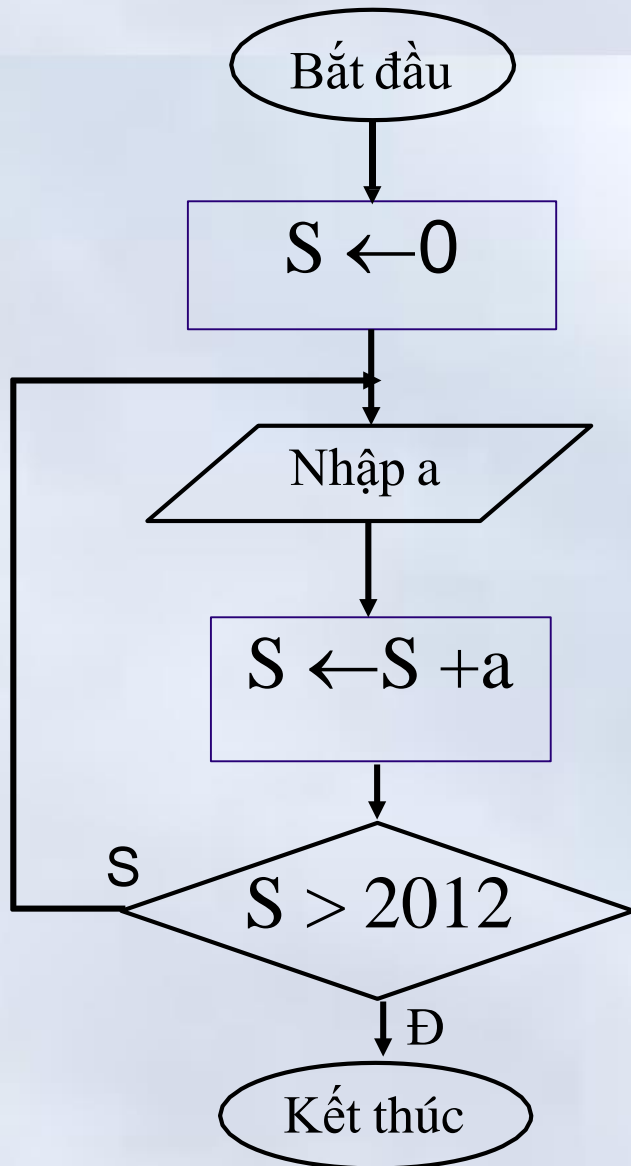 Bắt đầu
S ←0
Nhập a
S ←S +a
S
S > 2012
Đ
Kết thúc